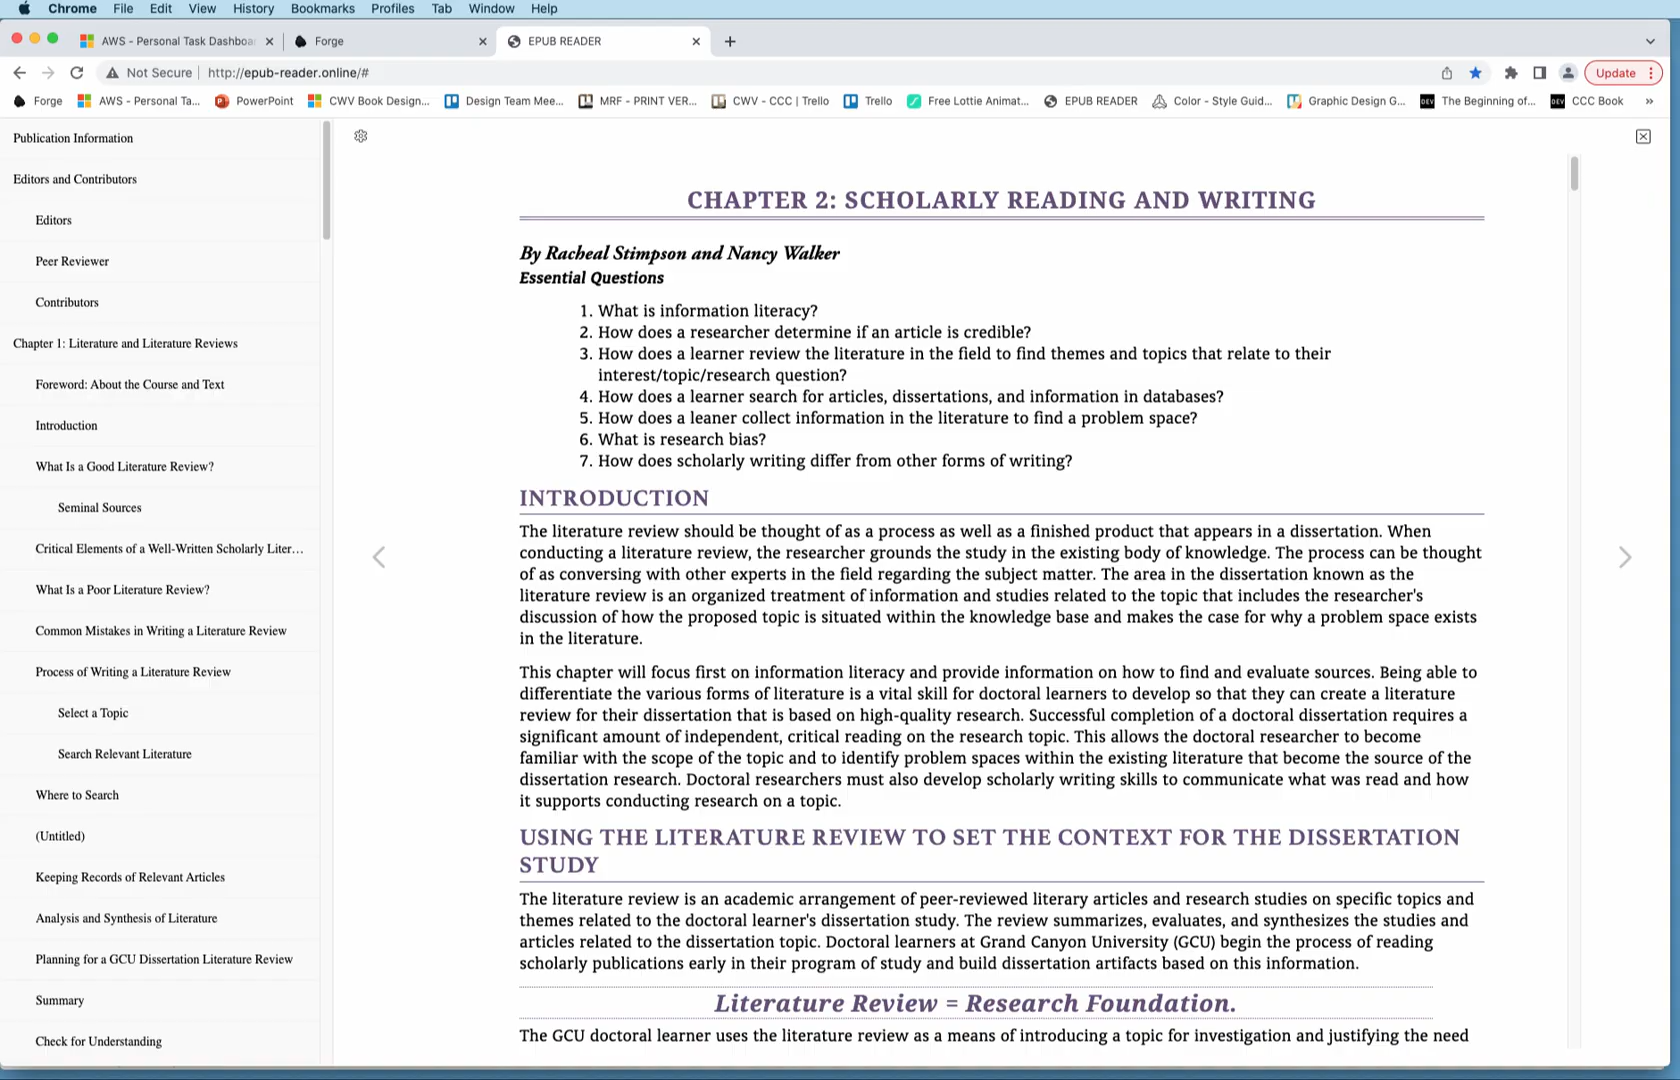 Chrome File Edit View History Bookmarks Profiles Tab Window Help
AWS - Personal Task Dashboa Forge EPUB READER
Not Secure http://epub-reader.online/# Update
Forge AWS - Personal Ta... PowerPoint CWV Book Design... Design Team Mee... MRF - PRINT VER... CWV - CCC | Trello Trello Free Lottie Animat... EPUB READER Color - Style Guid... Graphic Design G... The Beginning of... CCC Book »
Publication Information
Editors and Contributors
Editors
Peer Reviewer
Contributors
Chapter 1: Literature and Literature Reviews
Foreword: About the Course and Text
Introduction
What Is a Good Literature Review?
Seminal Sources
Critical Elements of a Well-Written Scholarly Liter...
What Is a Poor Literature Review?
Common Mistakes in Writing a Literature Review
Process of Writing a Literature Review
Select a Topic
Search Relevant Literature
Where to Search
(Untitled)
Keeping Records of Relevant Articles
Analysis and Synthesis of Literature
Planning for a GCU Dissertation Literature Review
Summary
Check for Understanding
CHAPTER 2: SCHOLARLY READING AND WRITING
By Racheal Stimpson and Nancy Walker
Essential Questions
1. What is information literacy?
2. How does a researcher determine if an article is credible?
3. How does a learner review the literature in the field to find themes and topics that relate to their
interest/topic/research question?
4. How does a learner search for articles, dissertations, and information in databases?
5. How does a leaner collect information in the literature to find a problem space?
6. What is research bias?
7. How does scholarly writing differ from other forms of writing?
INTRODUCTION
The literature review should be thought of as a process as well as a finished product that appears in a dissertation. When
conducting a literature review, the researcher grounds the study in the existing body of knowledge. The process can be thought
of as conversing with other experts in the field regarding the subject matter. The area in the dissertation known as the
literature review is an organized treatment of information and studies related to the topic that includes the researcher's
discussion of how the proposed topic is situated within the knowledge base and makes the case for why a problem space exists
in the literature.
This chapter will focus first on information literacy and provide information on how to find and evaluate sources. Being able to
differentiate the various forms of literature is a vital skill for doctoral learners to develop so that they can create a literature
review for their dissertation that is based on high-quality research. Successful completion of a doctoral dissertation requires a
significant amount of independent, critical reading on the research topic. This allows the doctoral researcher to become
familiar with the scope of the topic and to identify problem spaces within the existing literature that become the source of the
dissertation research. Doctoral researchers must also develop scholarly writing skills to communicate what was read and how
it supports conducting research on a topic.
USING THE LITERATURE REVIEW TO SET THE CONTEXT FOR THE DISSERTATION
STUDY
The literature review is an academic arrangement of peer-reviewed literary articles and research studies on specific topics and
themes related to the doctoral learner's dissertation study. The review summarizes, evaluates, and synthesizes the studies and
articles related to the dissertation topic. Doctoral learners at Grand Canyon University (GCU) begin the process of reading
scholarly publications early in their program of study and build dissertation artifacts based on this information.
Literature Review = Research Foundation.
The GCU doctoral learner uses the literature review as a means of introducing a topic for investigation and justifying the need